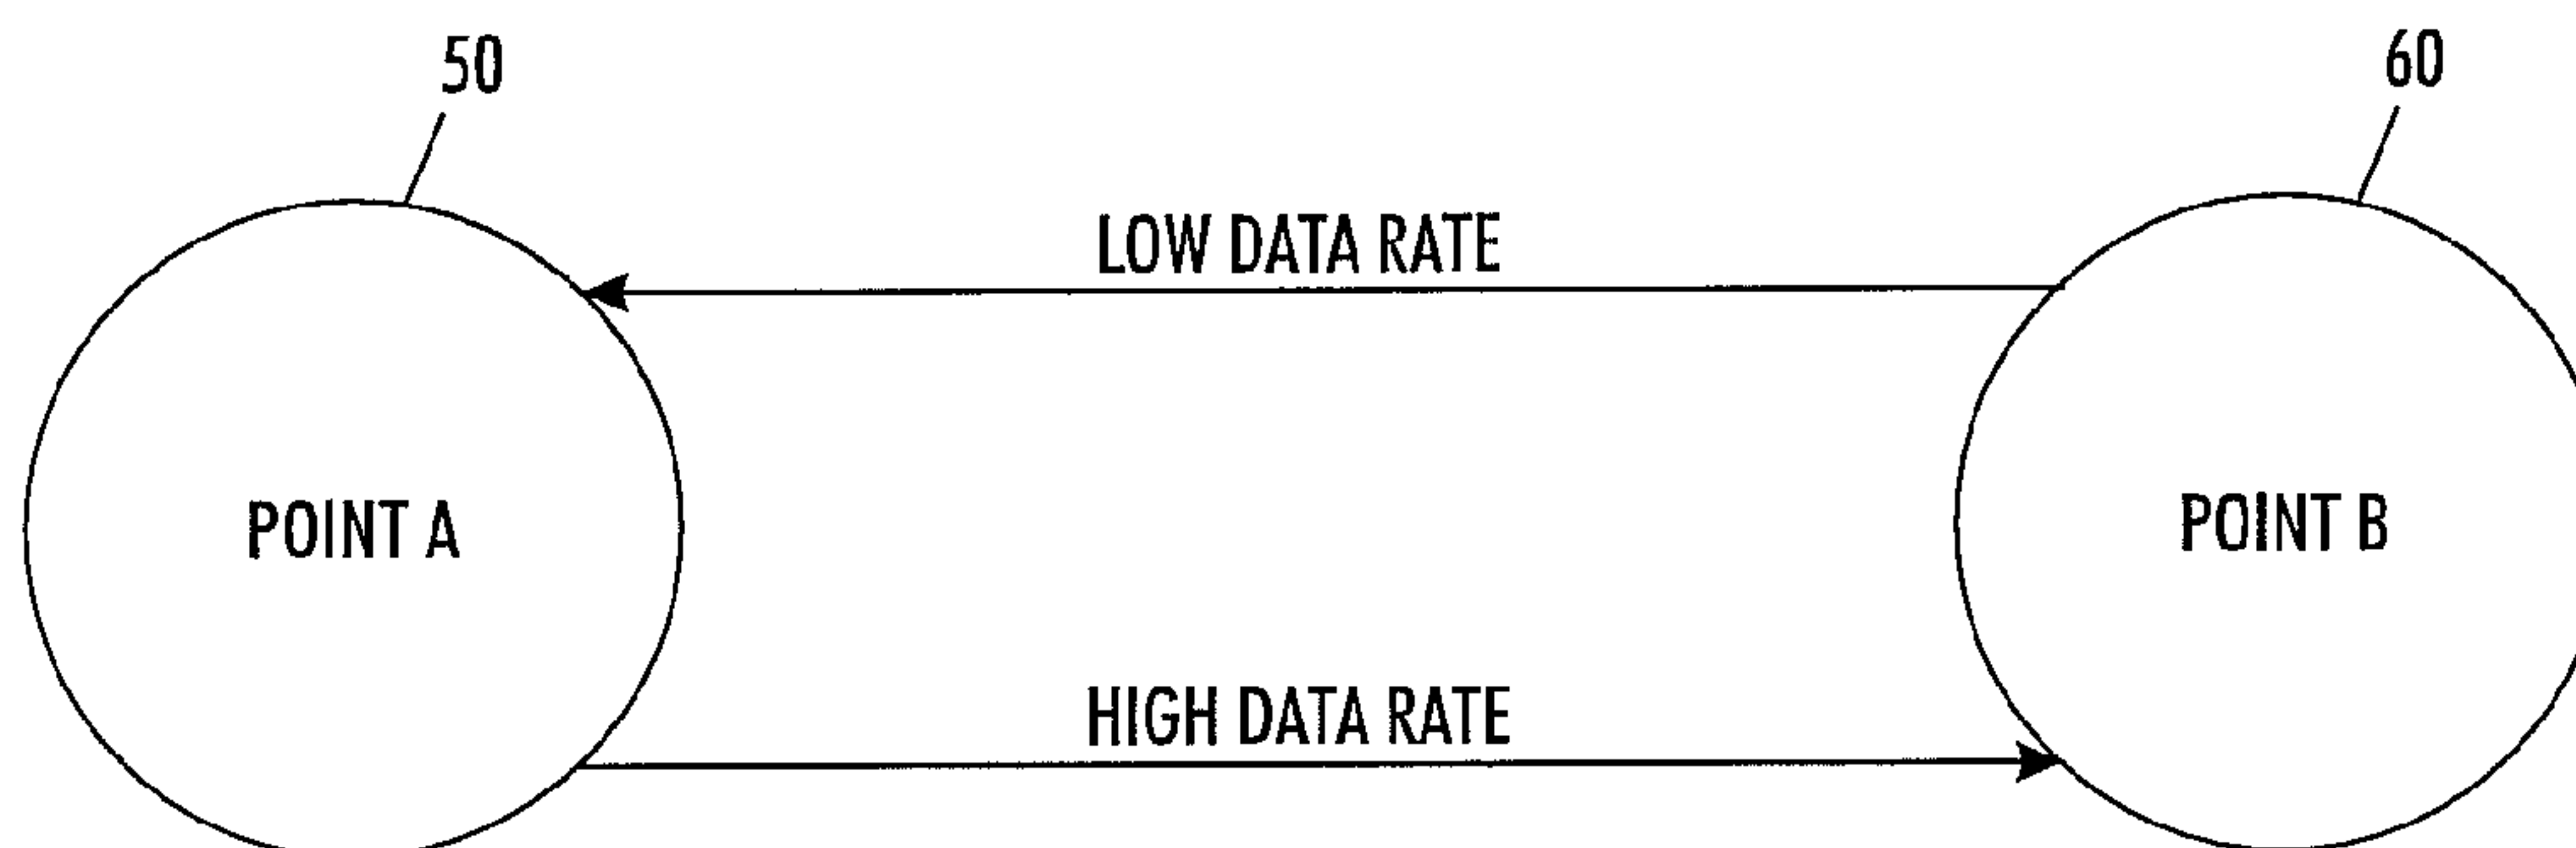 50
60
LOW DATA RATE
POINT A
POINT B
HIGH DATA RATE